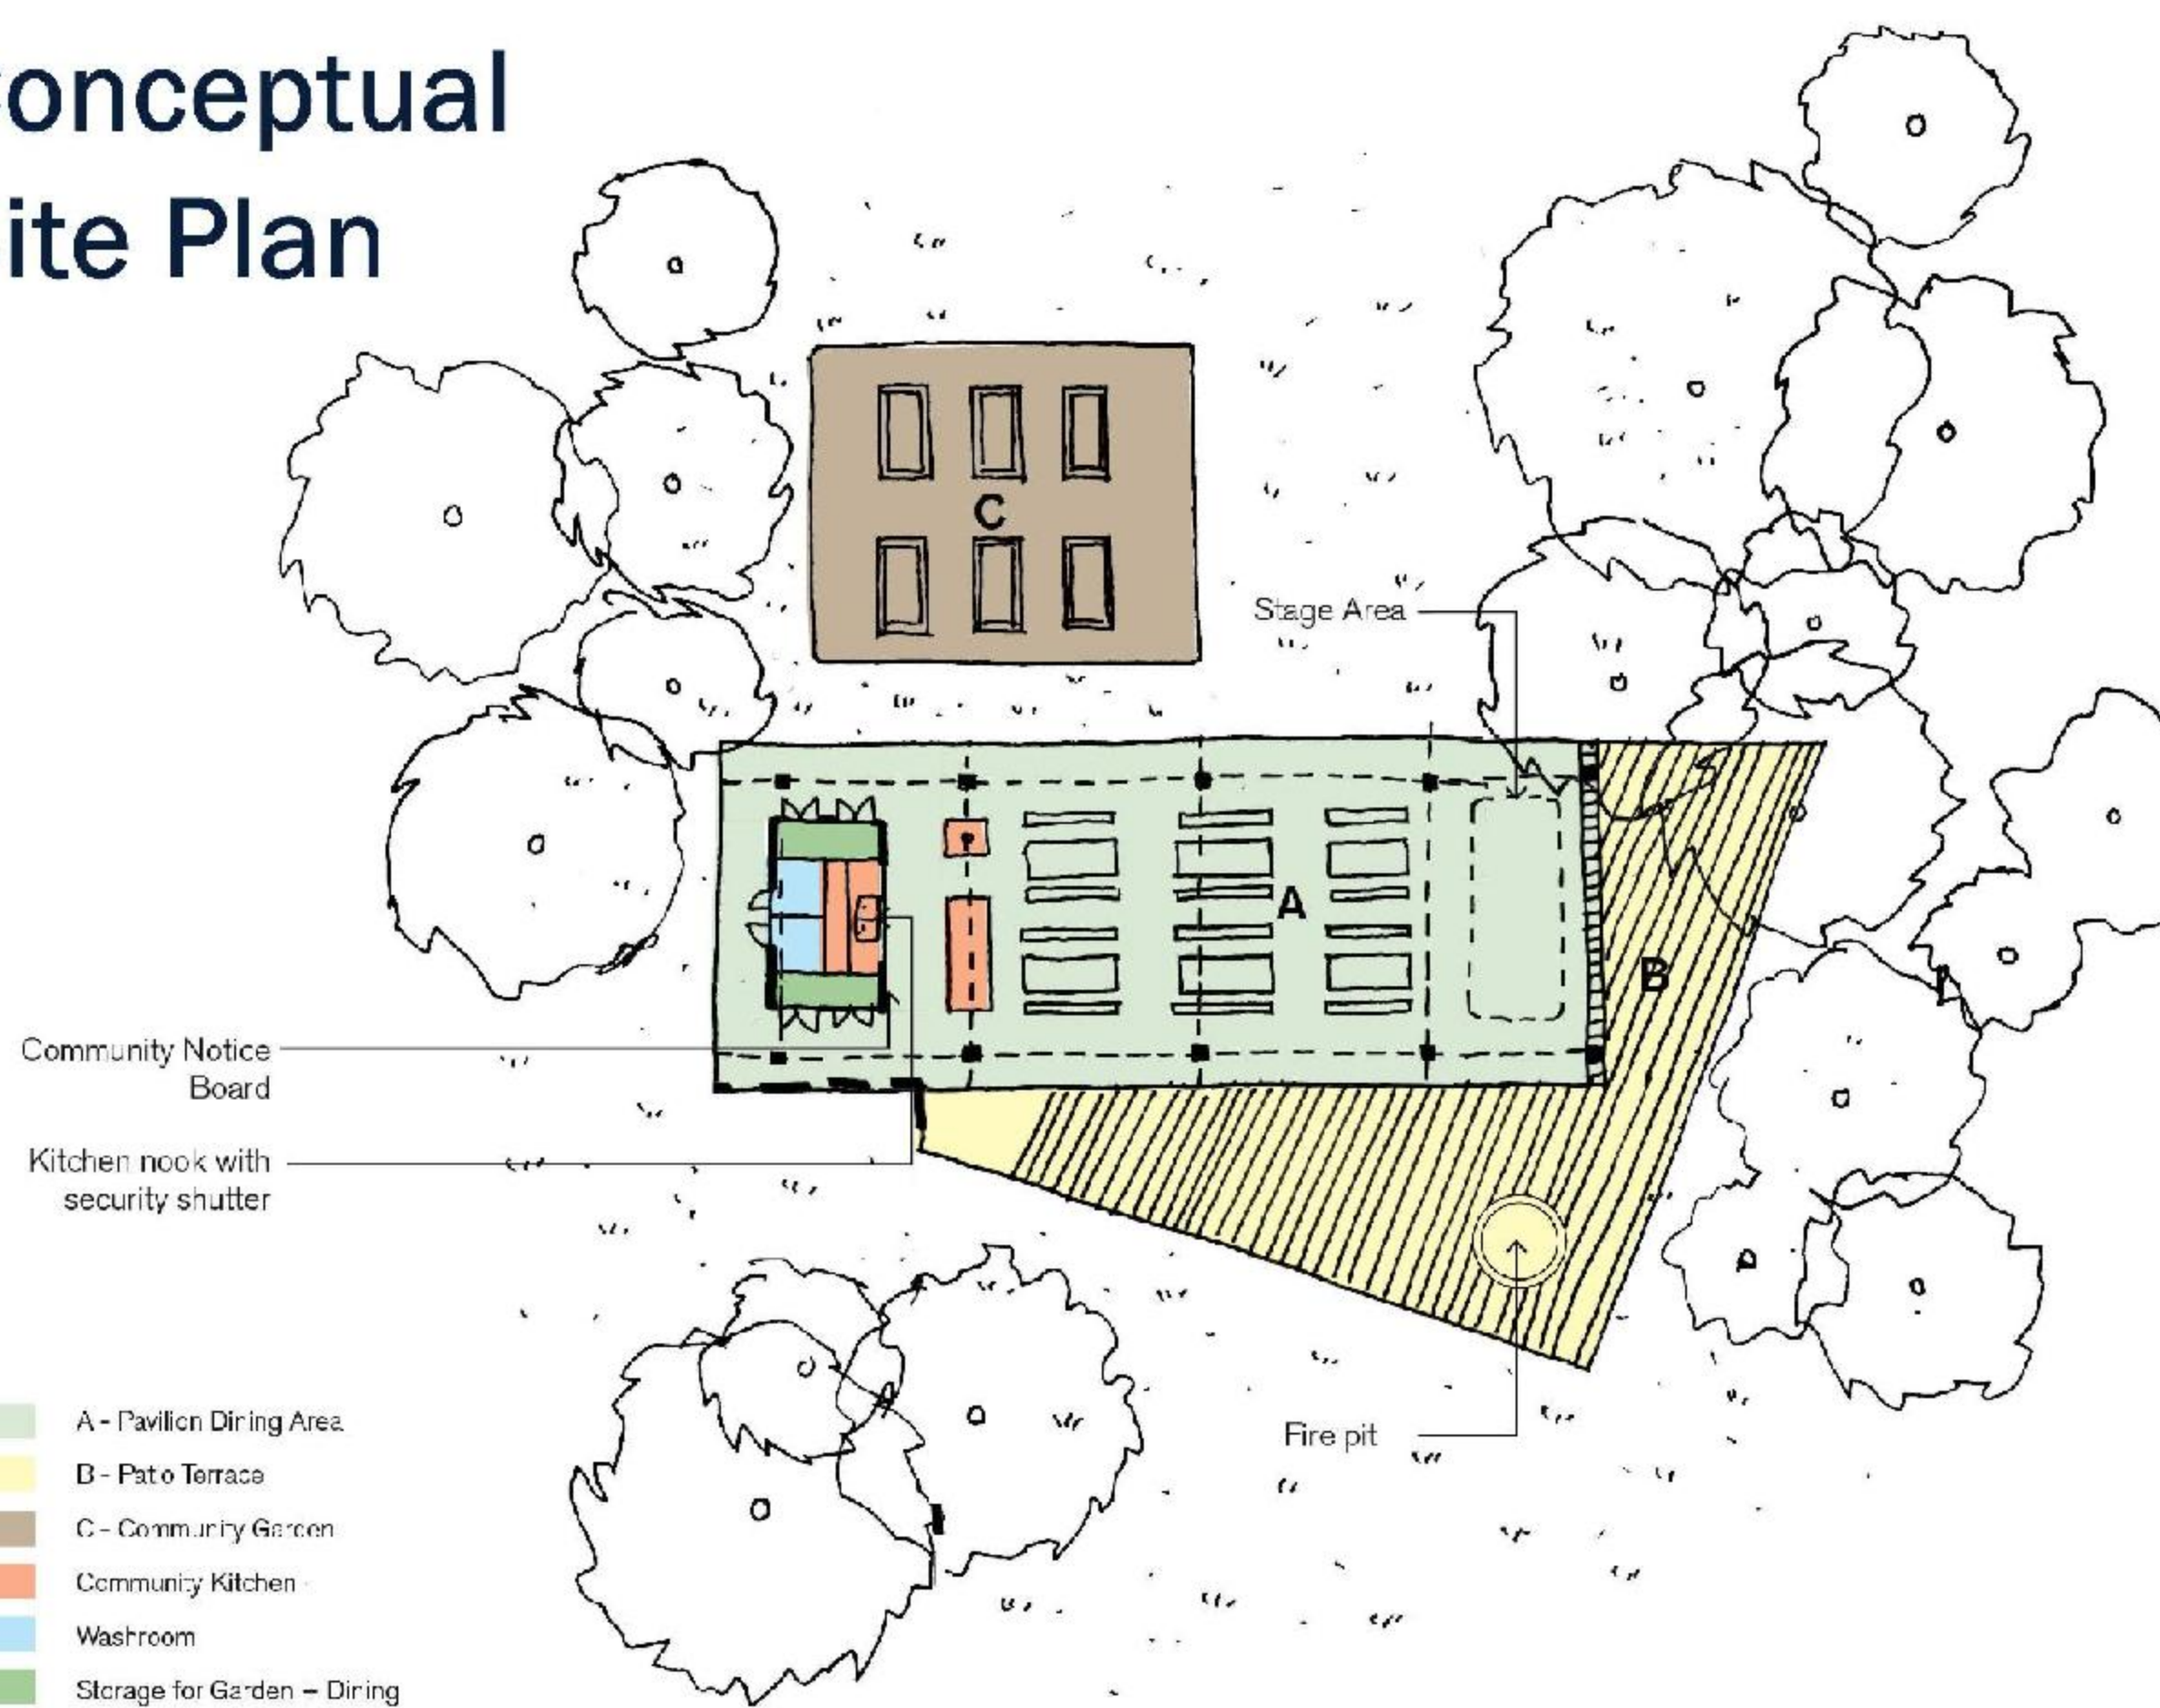 onceptual
ite Plan
C
Stage Area
A
B
Community Notice
Board
Kitchen nook with
security shutter
Fire pit
A - Pavilion Dining Area
B - Patio Terrace
C - Community Garden
Community Kitchen
Washroom
Storage for Garden – Dining